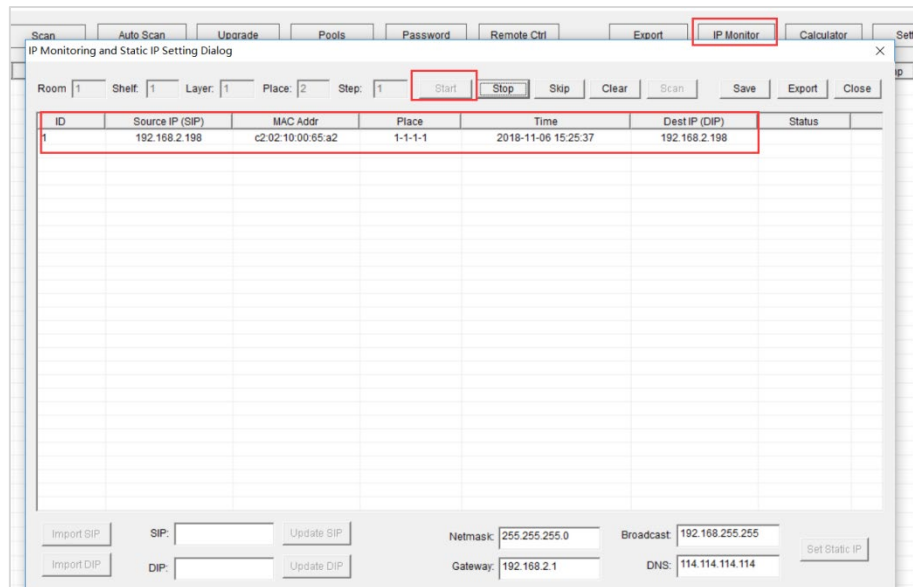 Scan Auto Scan Upgrade Pools Password Remote Ctrl Export IP Monitor Calculator Sett
IP Monitoring and Static IP Setting Dialog
Room 1 Shelf: 1 Layer: 1 Place: 2 Step: 1 Start Stop Skip Clear Scan Save Export Close
ID Source IP (SIP) MAC Addr Place Time Dest IP (DIP) Status
1 192.168.2.198 c2:02:10:00:65:a2 1-1-1-1 2018-11-06 15:25:37 192.168.2.198
Import SIP SIP: Update SIP Netmask: 255.255.255.0 Broadcast: 192.168.255.255 Set Static IP
Import DIP DIP: Update DIP Gateway: 192.168.2.1 DNS: 114.114.114.114